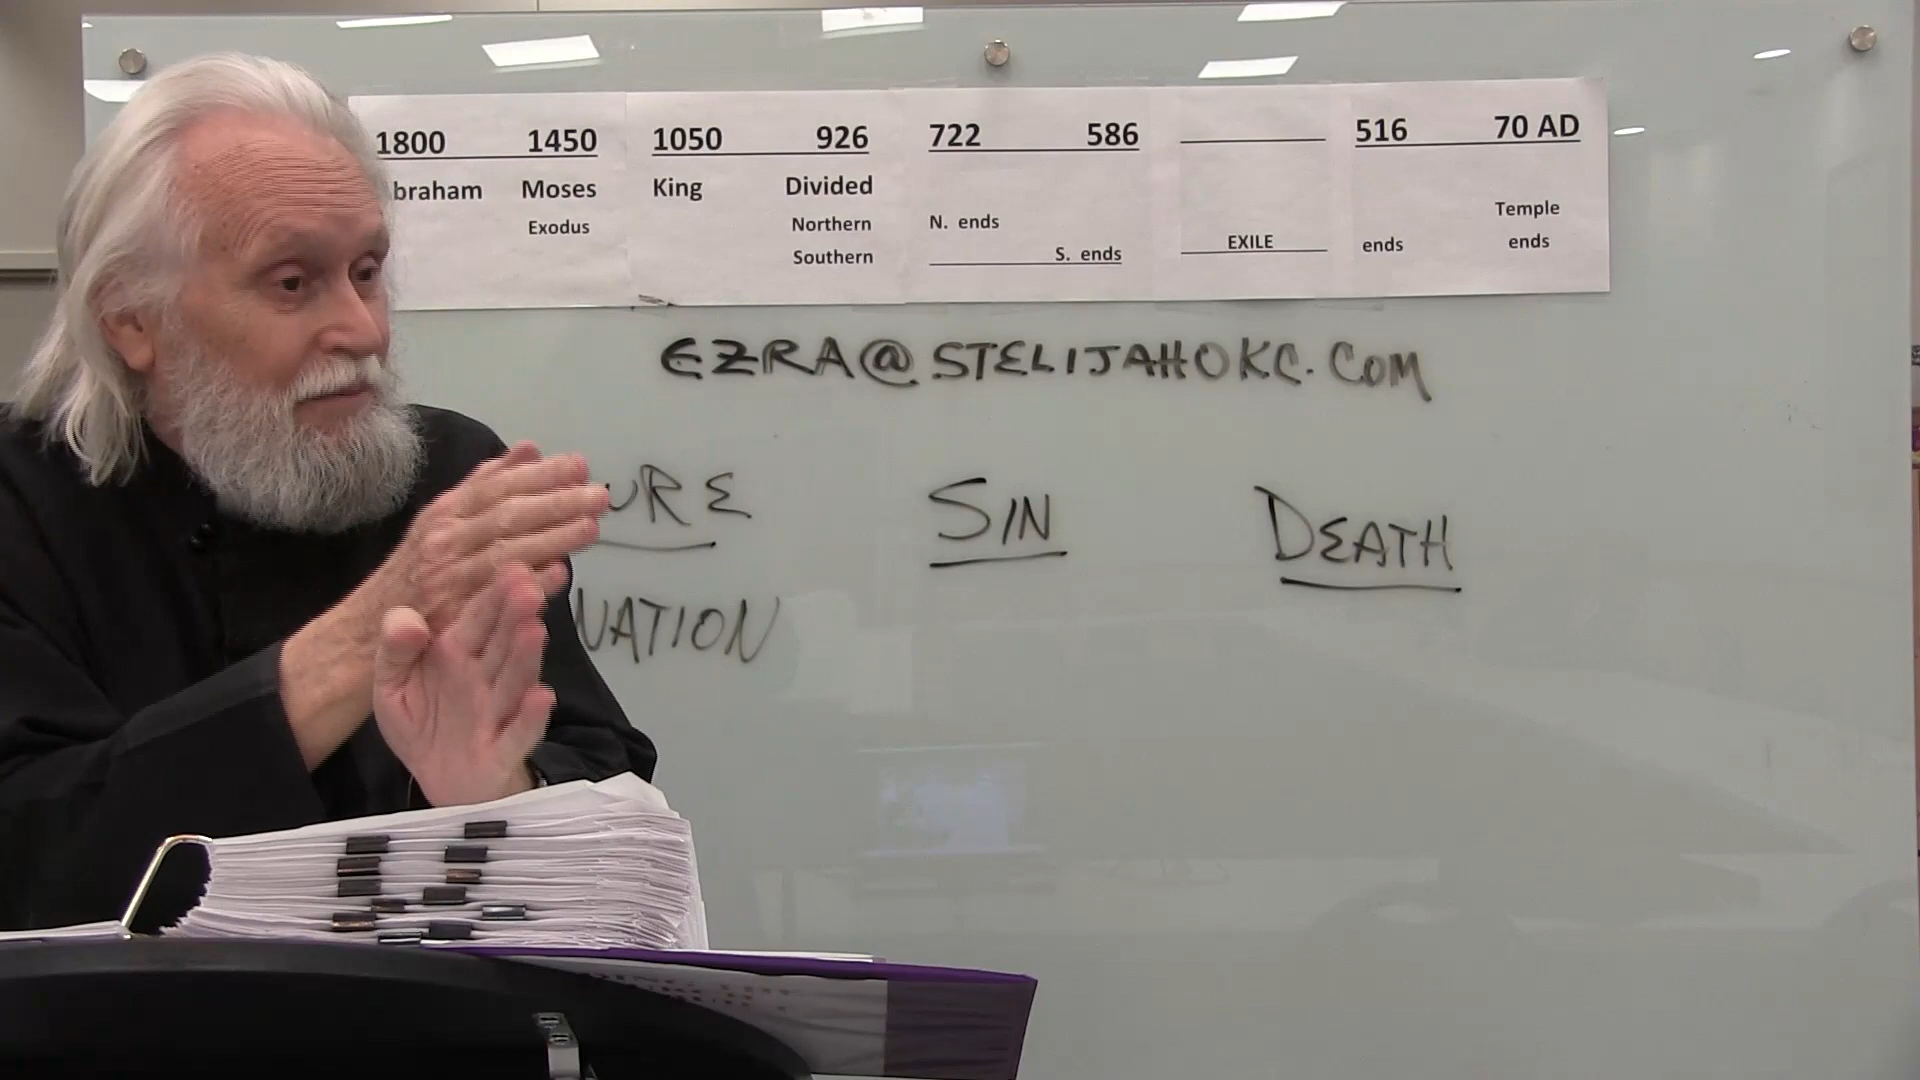 1800 1450 1050 926 722 586 516 70 AD
braham Moses King Divided
Exodus Northern N. ends Temple
Southern S. ends EXILE ends ends
EZRA@STELIJAHOKC.COM
URE SIN DEATH
NATION